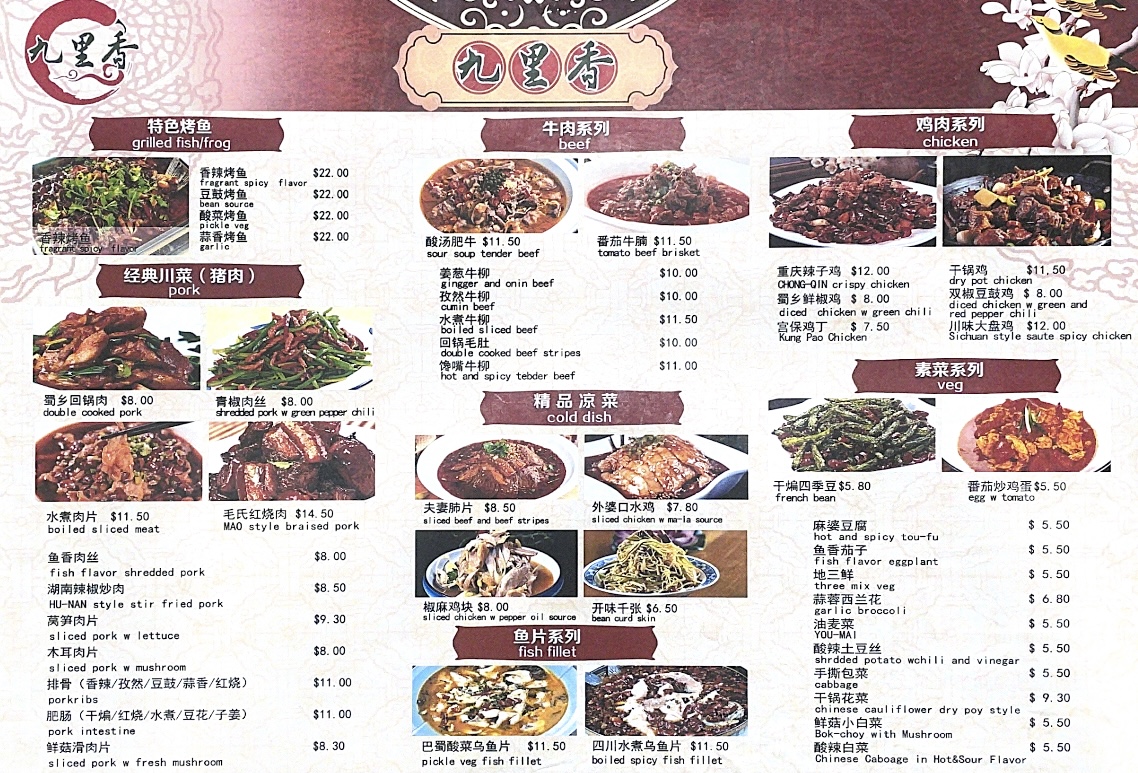 九里香
九里香
特色烤鱼
grilled fish/frog
香辣烤鱼 $22.00
fragrant spicy flavor
豆鼓烤鱼 $22.00
bean source
酸菜烤鱼 $22.00
pickle veg
蒜香烤鱼 $22.00
garlic
香辣烤鱼
fragrant spicy flavor
经典川菜（猪肉）
pork
蜀乡回锅肉 $8.00
double cooked pork
青椒肉丝 $8.00
shredded pork w green pepper chili
水煮肉片 $11.50
boiled sliced meat
毛氏红烧肉 $14.50
MAO style braised pork
鱼香肉丝 $8.00
fish flavor shredded pork
湖南辣椒炒肉 $8.50
HU-NAN style stir fried pork
莴笋肉片 $9.30
sliced pork w lettuce
木耳肉片 $8.00
sliced pork w mushroom
排骨（香辣/孜然/豆鼓/蒜香/红烧） $11.00
porkribs
肥肠（干煸/红烧/水煮/豆花/子姜） $11.00
pork intestine
鲜菇滑肉片 $8.30
sliced pork w fresh mushroom
牛肉系列
beef
酸汤肥牛 $11.50
sour soup tender beef
番茄牛腩 $11.50
tomato beef brisket
姜葱牛柳 $10.00
gingger and onin beef
孜然牛柳 $10.00
cumin beef
水煮牛柳 $11.50
boiled sliced beef
回锅毛肚 $10.00
double cooked beef stripes
馋嘴牛柳 $11.00
hot and spicy tebder beef
精品凉菜
cold dish
夫妻肺片 $8.50
sliced beef and beef stripes
外婆口水鸡 $7.80
sliced chicken w ma-la source
椒麻鸡块 $8.00
sliced chicken w pepper oil source
开味千张 $6.50
bean curd skin
鱼片系列
fish fillet
巴蜀酸菜乌鱼片 $11.50
pickle veg fish fillet
四川水煮乌鱼片 $11.50
boiled spicy fish fillet
鸡肉系列
chicken
重庆辣子鸡 $12.00
CHONG-QIN crispy chicken
蜀乡鲜椒鸡 $ 8.00
diced chicken w green chili
宫保鸡丁 $ 7.50
Kung Pao Chicken
干锅鸡 $11,50
dry pot chicken
双椒豆鼓鸡 $ 8.00
diced chicken w green and
red pepper chili
川味大盘鸡 $12.00
Sichuan style saute spicy chicken
素菜系列
veg
干煸四季豆 $5.80
french bean
番茄炒鸡蛋 $5.50
egg w tomato
麻婆豆腐 $ 5.50
hot and spicy tou-fu
鱼香茄子 $ 5.50
fish flavor eggplant
地三鲜 $ 5.50
three mix veg
蒜蓉西兰花 $ 6.80
garlic broccoli
油麦菜 $ 5.50
YOU-MAI
酸辣土豆丝 $ 5.50
shrdded potato wchili and vinegar
手撕包菜 $ 5.50
cabbage
干锅花菜 $ 9.30
chinese cauliflower dry poy style
鲜菇小白菜 $ 5.50
Bok-choy with Mushroom
酸辣白菜 $ 5.50
Chinese Caboage in Hot&Sour Flavor